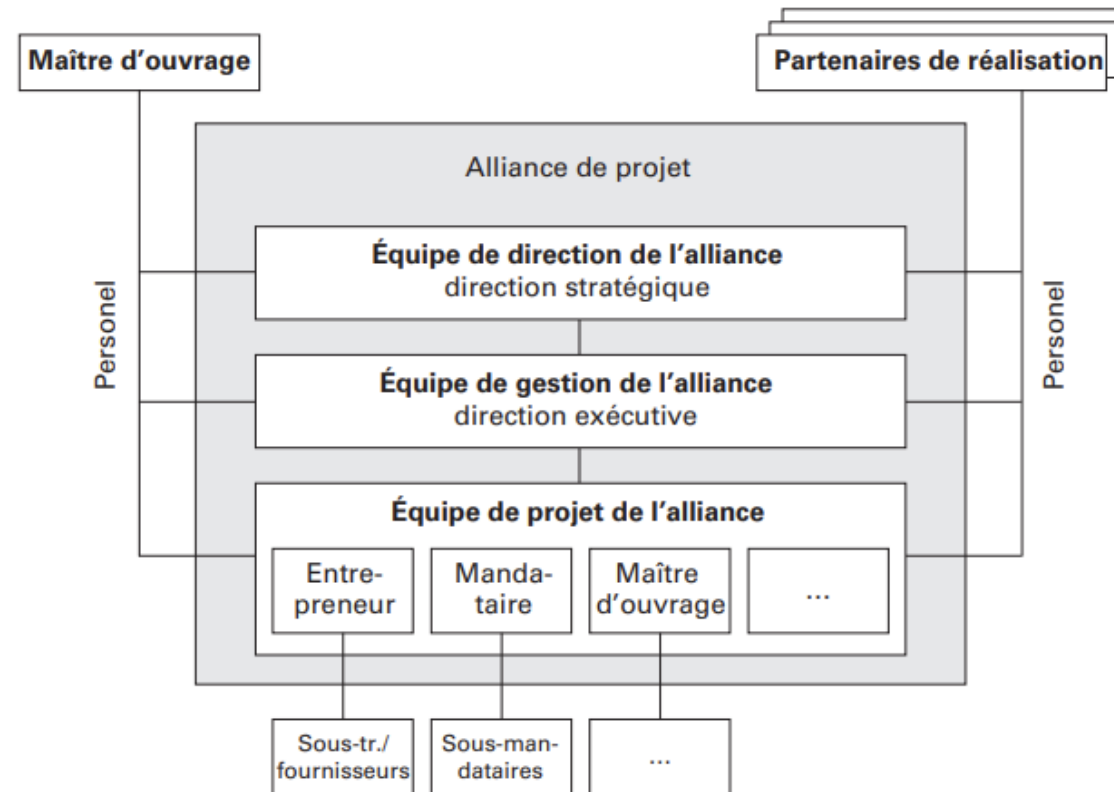 Maître d'ouvrage
Partenaires de réalisation
Alliance de projet
Équipe de direction de l'alliance
direction stratégique
Personel
Personel
Équipe de gestion de l'alliance
direction exécutive
Équipe de projet de l'alliance
Entre-
preneur
Manda-
taire
Maître
d'ouvrage
...
Sous-tr./
fournisseurs
Sous-man-
dataires
...